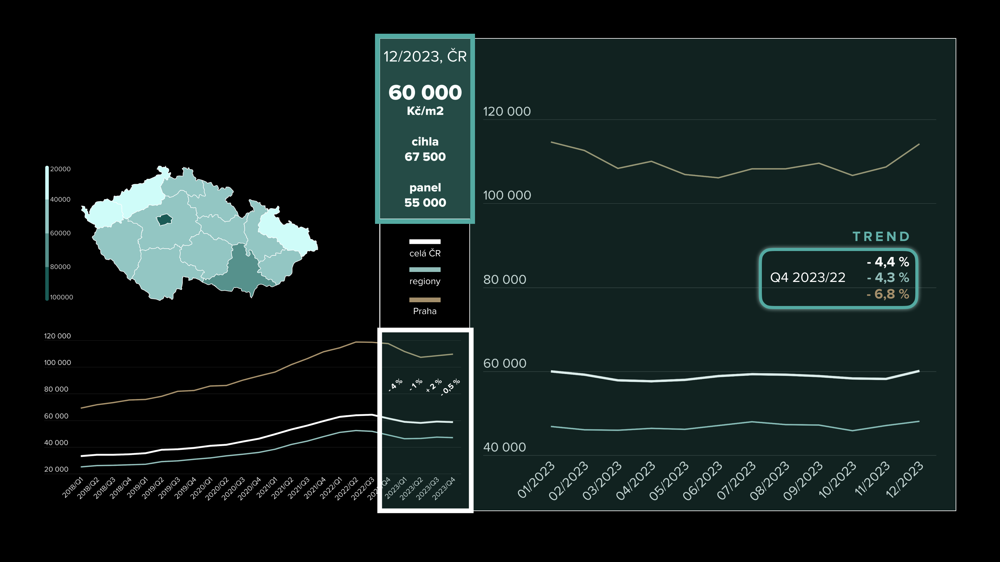 12/2023, ČR
60 000
Kč/m2
cihla
67 500
panel
55 000
20000
40000
60000
80000
100000
celá ČR
regiony
Praha
120 000
100 000
80 000
60 000
40 000
20 000
- 4 %
- 1 %
+ 2 %
- 0,5 %
2018/Q1
2018/Q2
2018/Q3
2018/Q4
2019/Q1
2019/Q2
2019/Q3
2019/Q4
2020/Q1
2020/Q2
2020/Q3
2020/Q4
2021/Q1
2021/Q2
2021/Q3
2021/Q4
2022/Q1
2022/Q2
2022/Q3
2023/Q1
2023/Q2
2023/Q3
2023/Q4
120 000
100 000
80 000
60 000
40 000
TREND
Q4 2023/22
- 4,4 %
- 4,3 %
- 6,8 %
01/2023
02/2023
03/2023
04/2023
05/2023
06/2023
07/2023
08/2023
09/2023
10/2023
11/2023
12/2023